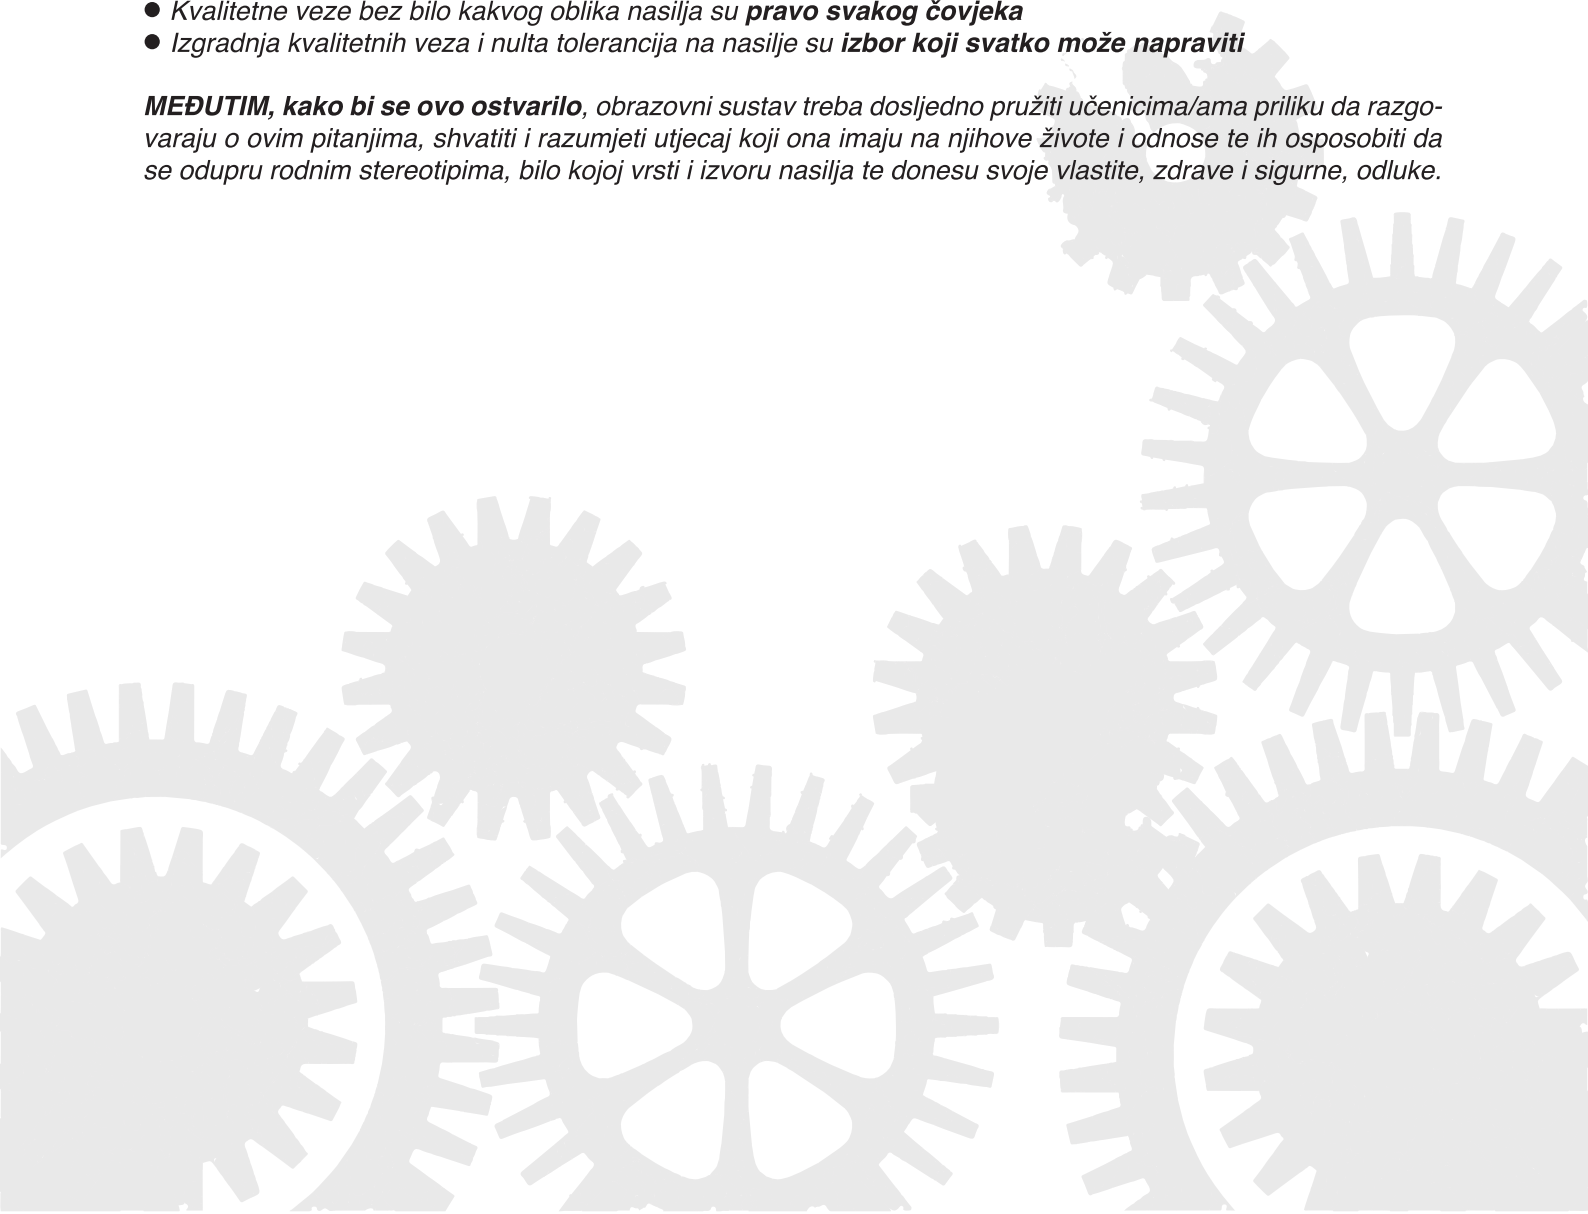 ● Kvalitetne veze bez bilo kakvog oblika nasilja su pravo svakog čovjeka
● Izgradnja kvalitetnih veza i nulta tolerancija na nasilje su izbor koji svatko može napraviti
MEĐUTIM, kako bi se ovo ostvarilo, obrazovni sustav treba dosljedno pružiti učenicima/ama priliku da razgo-
varaju o ovim pitanjima, shvatiti i razumjeti utjecaj koji ona imaju na njihove živote i odnose te ih osposobiti da
se odupru rodnim stereotipima, bilo kojoj vrsti i izvoru nasilja te donesu svoje vlastite, zdrave i sigurne, odluke.